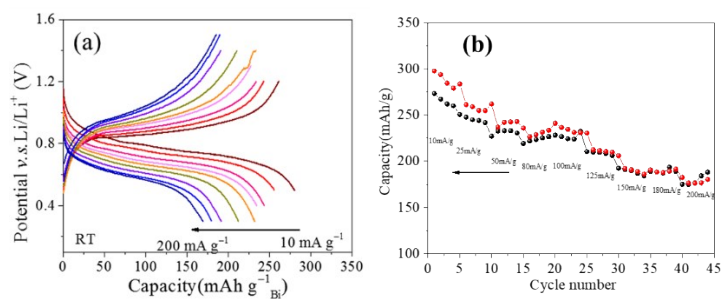 (a)
Potential v.s.Li/Li⁺ (V)
1.6
1.2
0.8
0.4
RT
200 mA g⁻¹
10 mA g⁻¹
0 50 100 150 200 250 300 350
Capacity(mAh g⁻¹Bi)
(b)
Capacity(mAh/g)
350
300
250
200
150
100
10mA/g
25mA/g
50mA/g
80mA/g
100mA/g
125mA/g
150mA/g
180mA/g
200mA/g
0 5 10 15 20 25 30 35 40 45
Cycle number